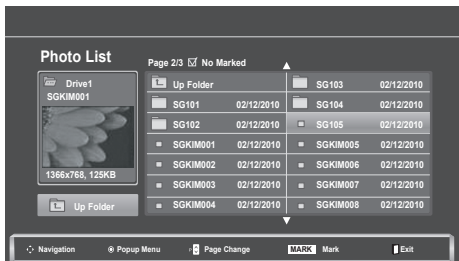 Photo List
Page 2/3 No Marked
Drive1
SGKIM001
1366x768, 125KB
Up Folder
Up Folder
SG101 02/12/2010
SG102 02/12/2010
SGKIM001 02/12/2010
SGKIM002 02/12/2010
SGKIM003 02/12/2010
SGKIM004 02/12/2010
SG103 02/12/2010
SG104 02/12/2010
SG105 02/12/2010
SGKIM005 02/12/2010
SGKIM006 02/12/2010
SGKIM007 02/12/2010
SGKIM008 02/12/2010
Navigation Popup Menu Page Change MARK Mark Exit